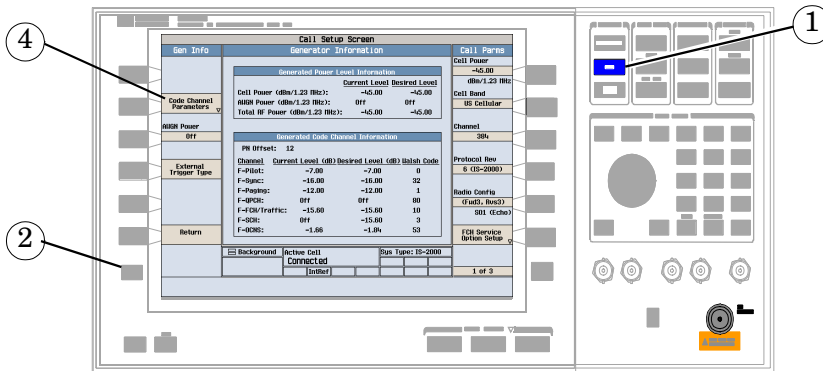 1
4
2
Call Setup Screen
Gen Info
Generator Information
Call Parms
Code Channel
Parameters
AWGN Power
Off
External
Trigger Type
Return
Generated Power Level Information
Current Level Desired Level
Cell Power (dBm/1.23 MHz): -45.00 -45.00
AWGN Power (dBm/1.23 MHz): Off Off
Total RF Power (dBm/1.23 MHz): -45.00 -45.00
Generated Code Channel Information
PN Offset: 12
Channel Current Level (dB) Desired Level (dB) Walsh Code
F-Pilot: -7.00 -7.00 0
F-Sync: -16.00 -16.00 32
F-Paging: -12.00 -12.00 1
F-QPCH: Off Off 80
F-FCH/Traffic: -15.60 -15.60 10
F-SCH: Off -15.60 3
F-OCNS: -1.66 -1.84 53
Background
Active Cell
Connected
Sys Type: IS-2000
IntRef
Cell Power
-45.00
dBm/1.23 MHz
Cell Band
US Cellular
Channel
384
Protocol Rev
6 (IS-2000)
Radio Config
(Fwd3, Rvs3)
SO1 (Echo)
FCH Service
Option Setup
1 of 3